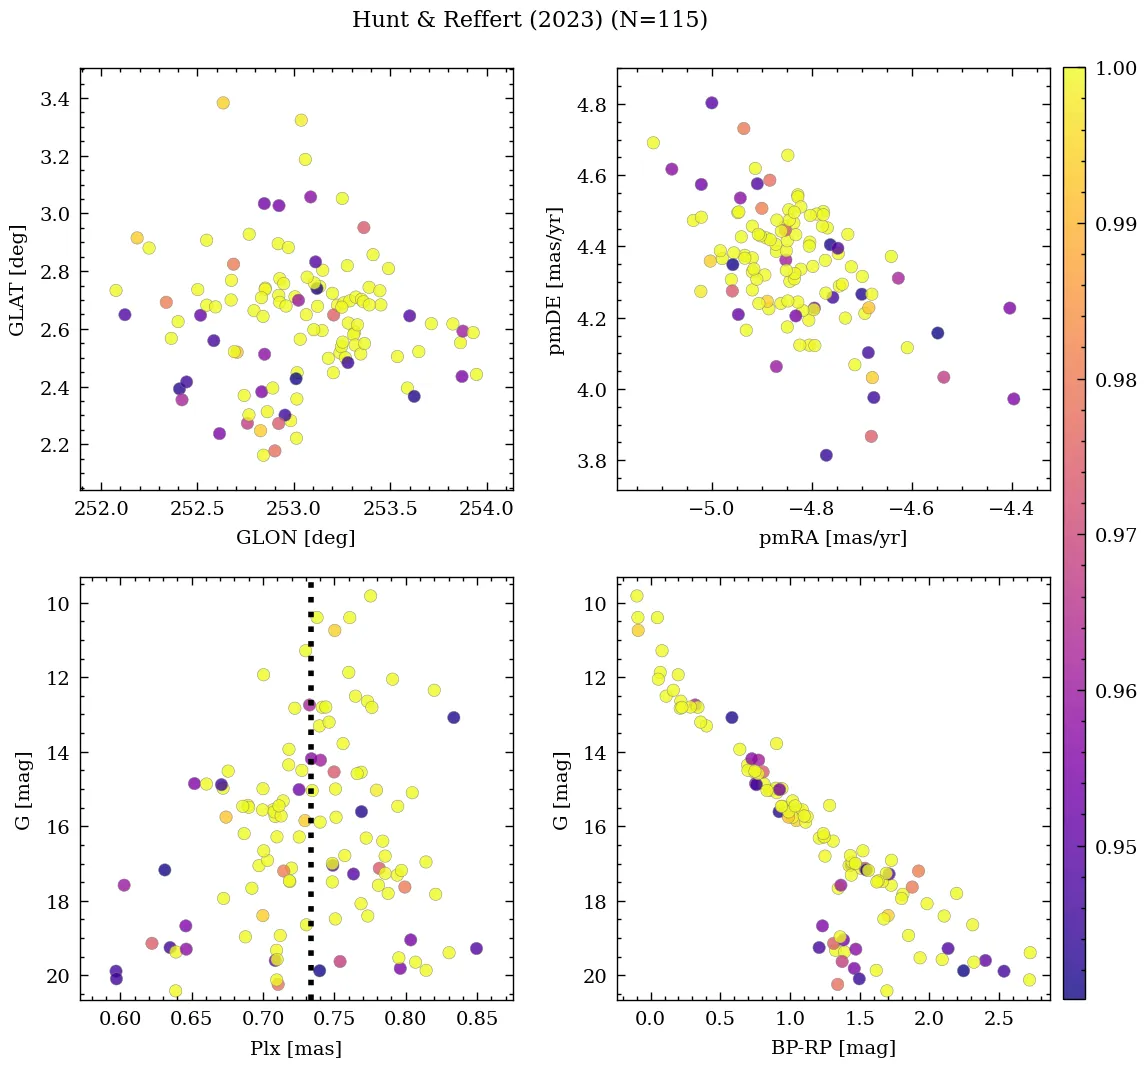 Hunt & Reffert (2023) (N=115)
3.4
3.2
3.0
2.8
2.6
2.4
2.2
GLAT [deg]
252.0 252.5 253.0 253.5 254.0
GLON [deg]
4.8
4.6
4.4
4.2
4.0
3.8
pmDE [mas/yr]
−5.0 −4.8 −4.6 −4.4
pmRA [mas/yr]
10
12
14
16
18
20
G [mag]
0.60 0.65 0.70 0.75 0.80 0.85
Plx [mas]
10
12
14
16
18
20
G [mag]
0.0 0.5 1.0 1.5 2.0 2.5
BP-RP [mag]
1.00
0.99
0.98
0.97
0.96
0.95